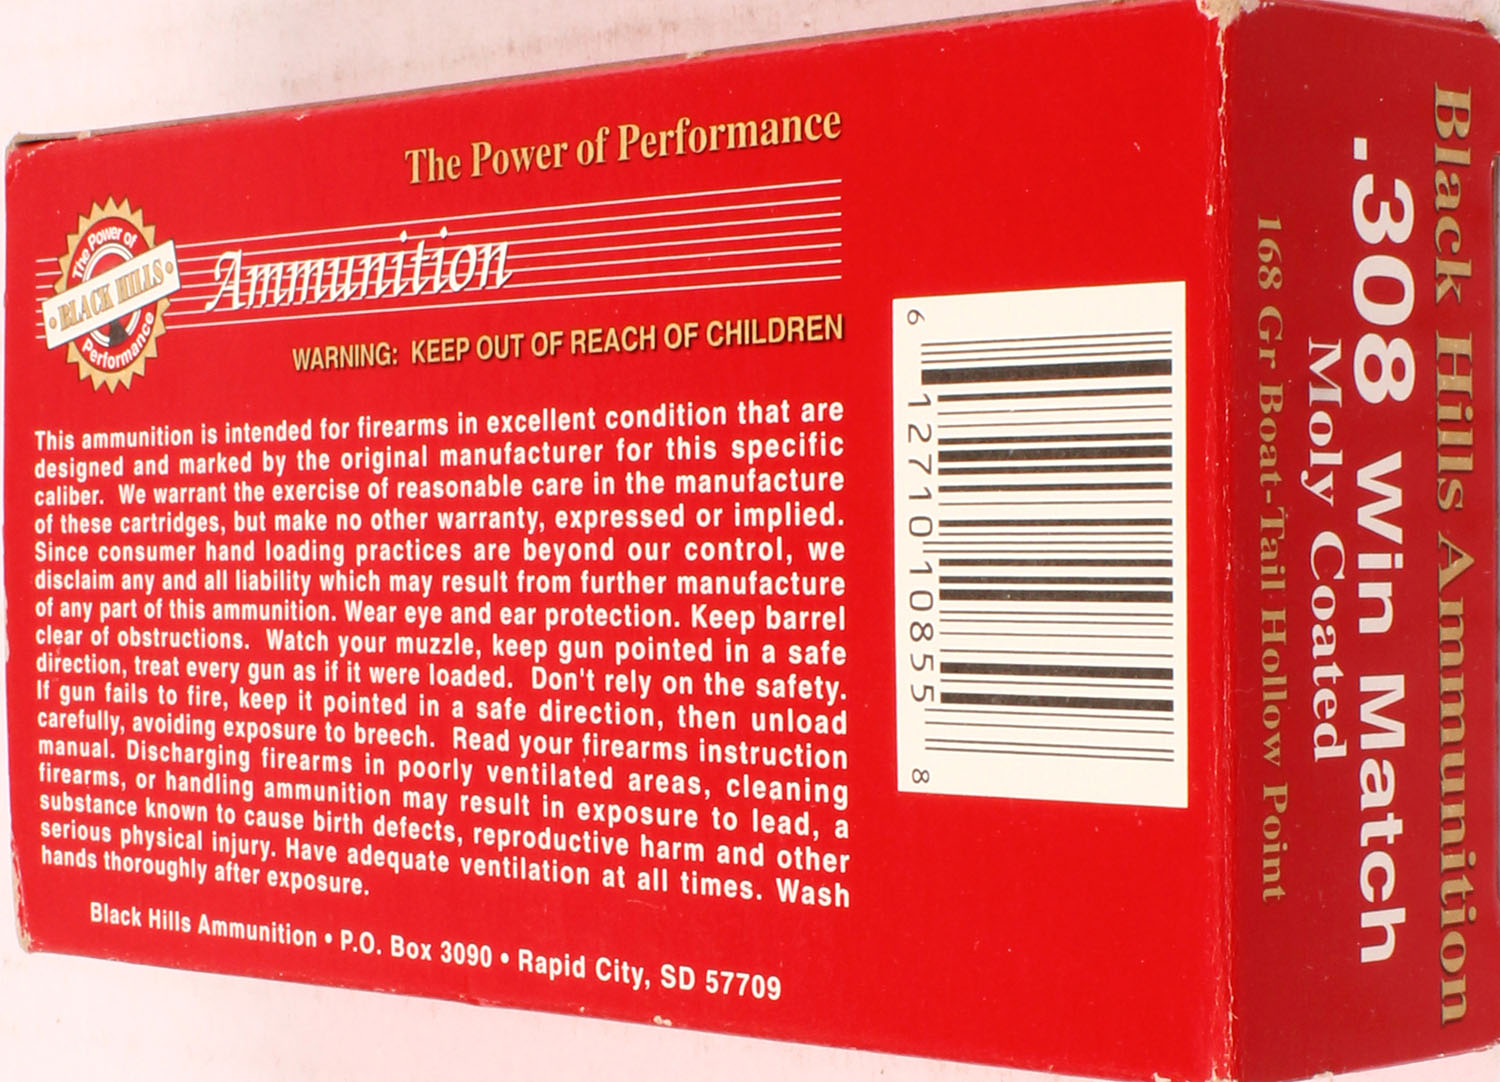 The Power of Performance
The Power of
BLACK HILLS
Performance
Ammunition
WARNING: KEEP OUT OF REACH OF CHILDREN
This ammunition is intended for firearms in excellent condition that are
designed and marked by the original manufacturer for this specific
caliber. We warrant the exercise of reasonable care in the manufacture
of these cartridges, but make no other warranty, expressed or implied.
Since consumer hand loading practices are beyond our control, we
disclaim any and all liability which may result from further manufacture
of any part of this ammunition. Wear eye and ear protection. Keep barrel
clear of obstructions. Watch your muzzle, keep gun pointed in a safe
direction, treat every gun as if it were loaded. Don't rely on the safety.
If gun fails to fire, keep it pointed in a safe direction, then unload
carefully, avoiding exposure to breech. Read your firearms instruction
manual. Discharging firearms in poorly ventilated areas, cleaning
firearms, or handling ammunition may result in exposure to lead, a
substance known to cause birth defects, reproductive harm and other
serious physical injury. Have adequate ventilation at all times. Wash
hands thoroughly after exposure.
Black Hills Ammunition • P.O. Box 3090 • Rapid City, SD 57709
6 12710 10855 8
Black Hills Ammunition
.308 Win Match
Moly Coated
168 Gr Boat-Tail Hollow Point